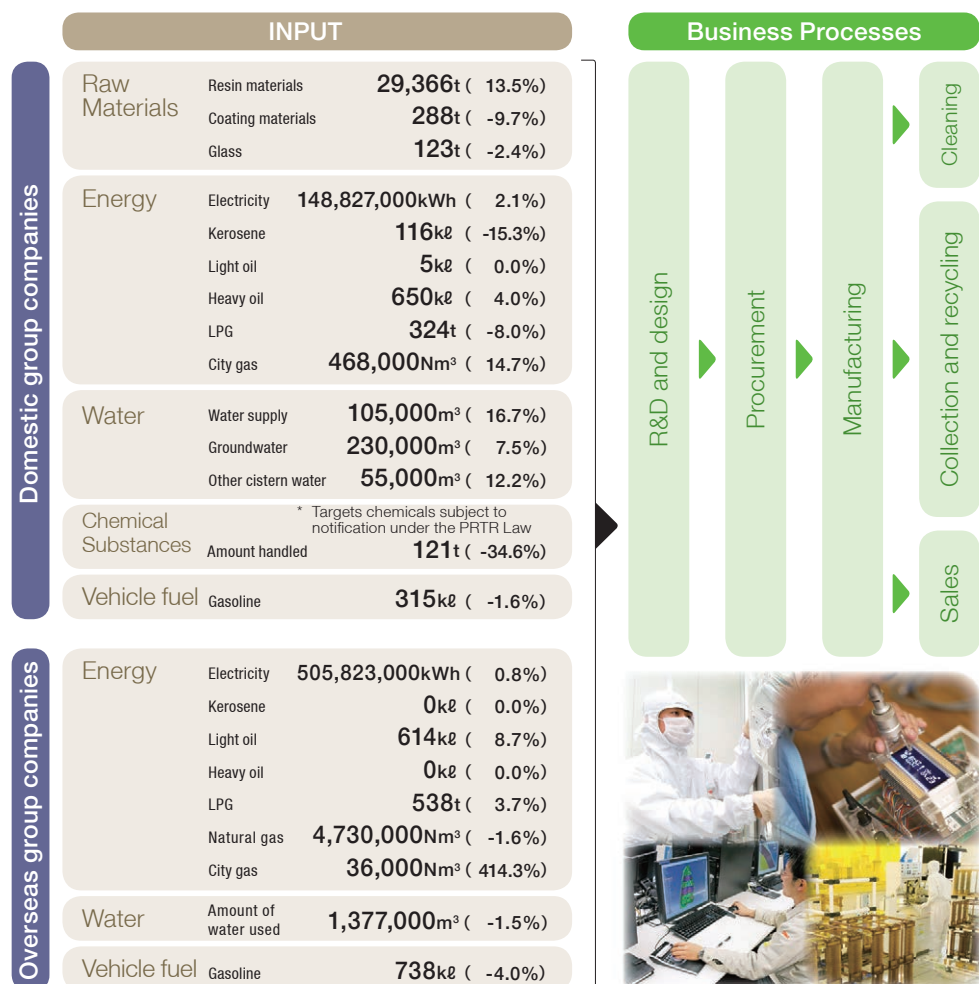 INPUT
Domestic group companies
Raw
Materials
Resin materials 29,366t ( 13.5%)
Coating materials 288t ( -9.7%)
Glass 123t ( -2.4%)
Energy
Electricity 148,827,000kWh ( 2.1%)
Kerosene 116kℓ ( -15.3%)
Light oil 5kℓ ( 0.0%)
Heavy oil 650kℓ ( 4.0%)
LPG 324t ( -8.0%)
City gas 468,000Nm³ ( 14.7%)
Water
Water supply 105,000m³ ( 16.7%)
Groundwater 230,000m³ ( 7.5%)
Other cistern water 55,000m³ ( 12.2%)
Chemical
Substances
* Targets chemicals subject to
notification under the PRTR Law
Amount handled 121t ( -34.6%)
Vehicle fuel Gasoline 315kℓ ( -1.6%)
Overseas group companies
Energy
Electricity 505,823,000kWh ( 0.8%)
Kerosene 0kℓ ( 0.0%)
Light oil 614kℓ ( 8.7%)
Heavy oil 0kℓ ( 0.0%)
LPG 538t ( 3.7%)
Natural gas 4,730,000Nm³ ( -1.6%)
City gas 36,000Nm³ ( 414.3%)
Water
Amount of
water used 1,377,000m³ ( -1.5%)
Vehicle fuel Gasoline 738kℓ ( -4.0%)
Business Processes
R&D and design
Procurement
Manufacturing
Cleaning
Collection and recycling
Sales